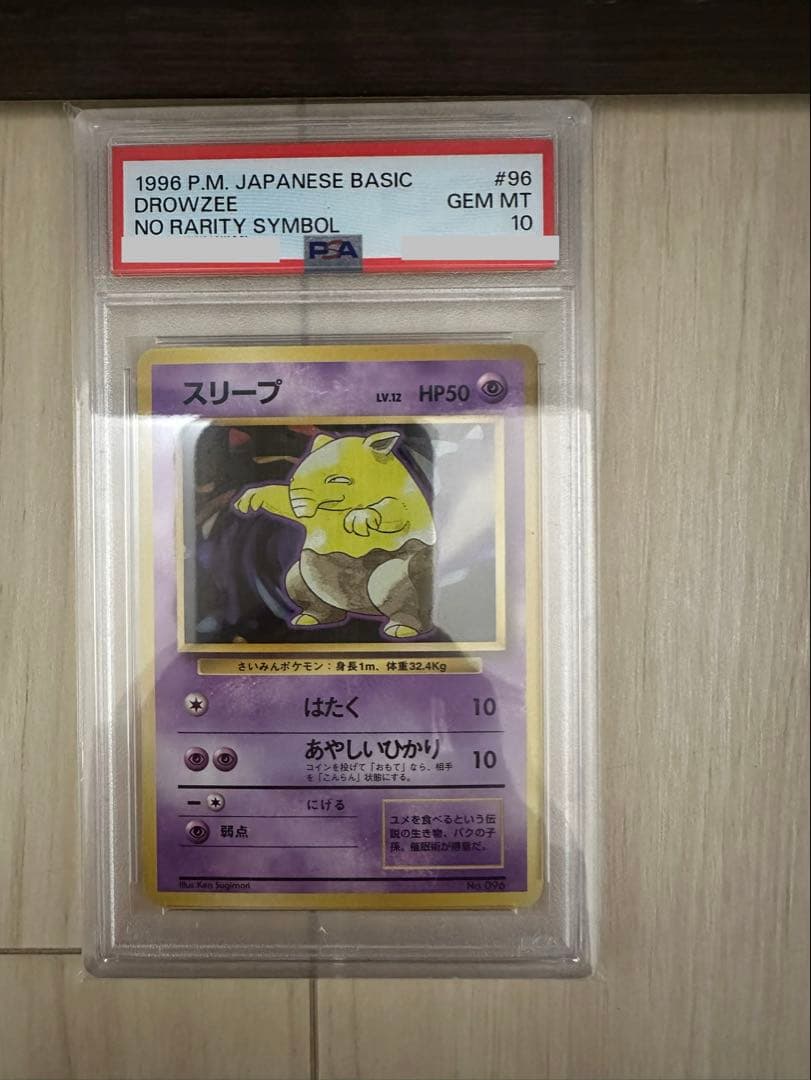 1996 P.M. JAPANESE BASIC #96
DROWZEE GEM MT
NO RARITY SYMBOL 10
PSA
スリープ LV.12 HP50
さいみんポケモン：身長1m、体重32.4Kg
はたく 10
あやしいひかり 10
コインを投げて「おもて」なら、相手
を「こんらん」状態にする。
にげる
弱点
ユメを食べるという伝
説の生き物、バクの子
孫。催眠術が得意だ。
Illus. Ken Sugimori No. 096